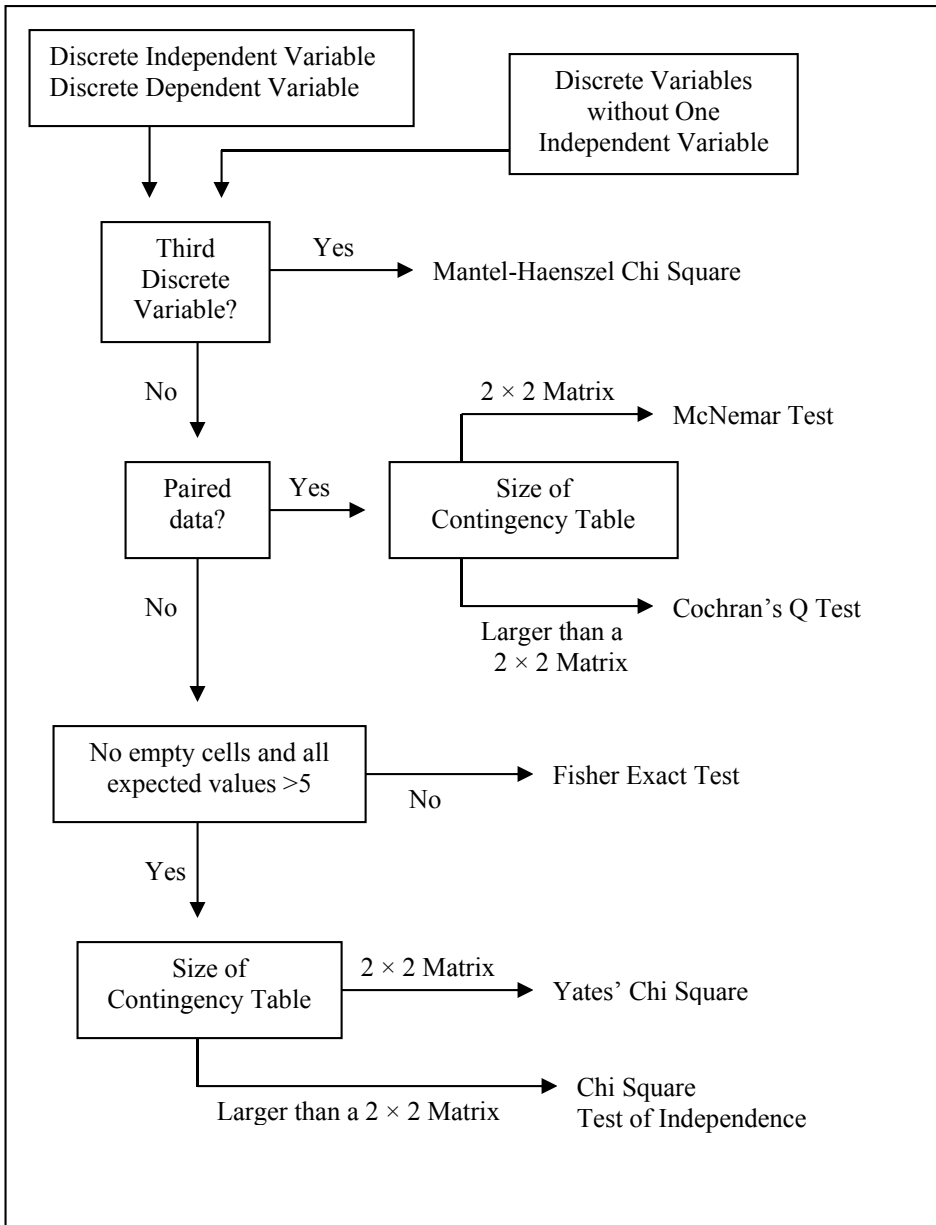 Discrete Independent Variable
Discrete Dependent Variable
Discrete Variables
without One
Independent Variable
Third
Discrete
Variable?
Yes
Mantel-Haenszel Chi Square
No
2 × 2 Matrix
McNemar Test
Paired
data?
Yes
Size of
Contingency Table
No
Cochran’s Q Test
Larger than a
2 × 2 Matrix
No empty cells and all
expected values >5
No
Fisher Exact Test
Yes
Size of
Contingency Table
2 × 2 Matrix
Yates’ Chi Square
Larger than a 2 × 2 Matrix
Chi Square
Test of Independence